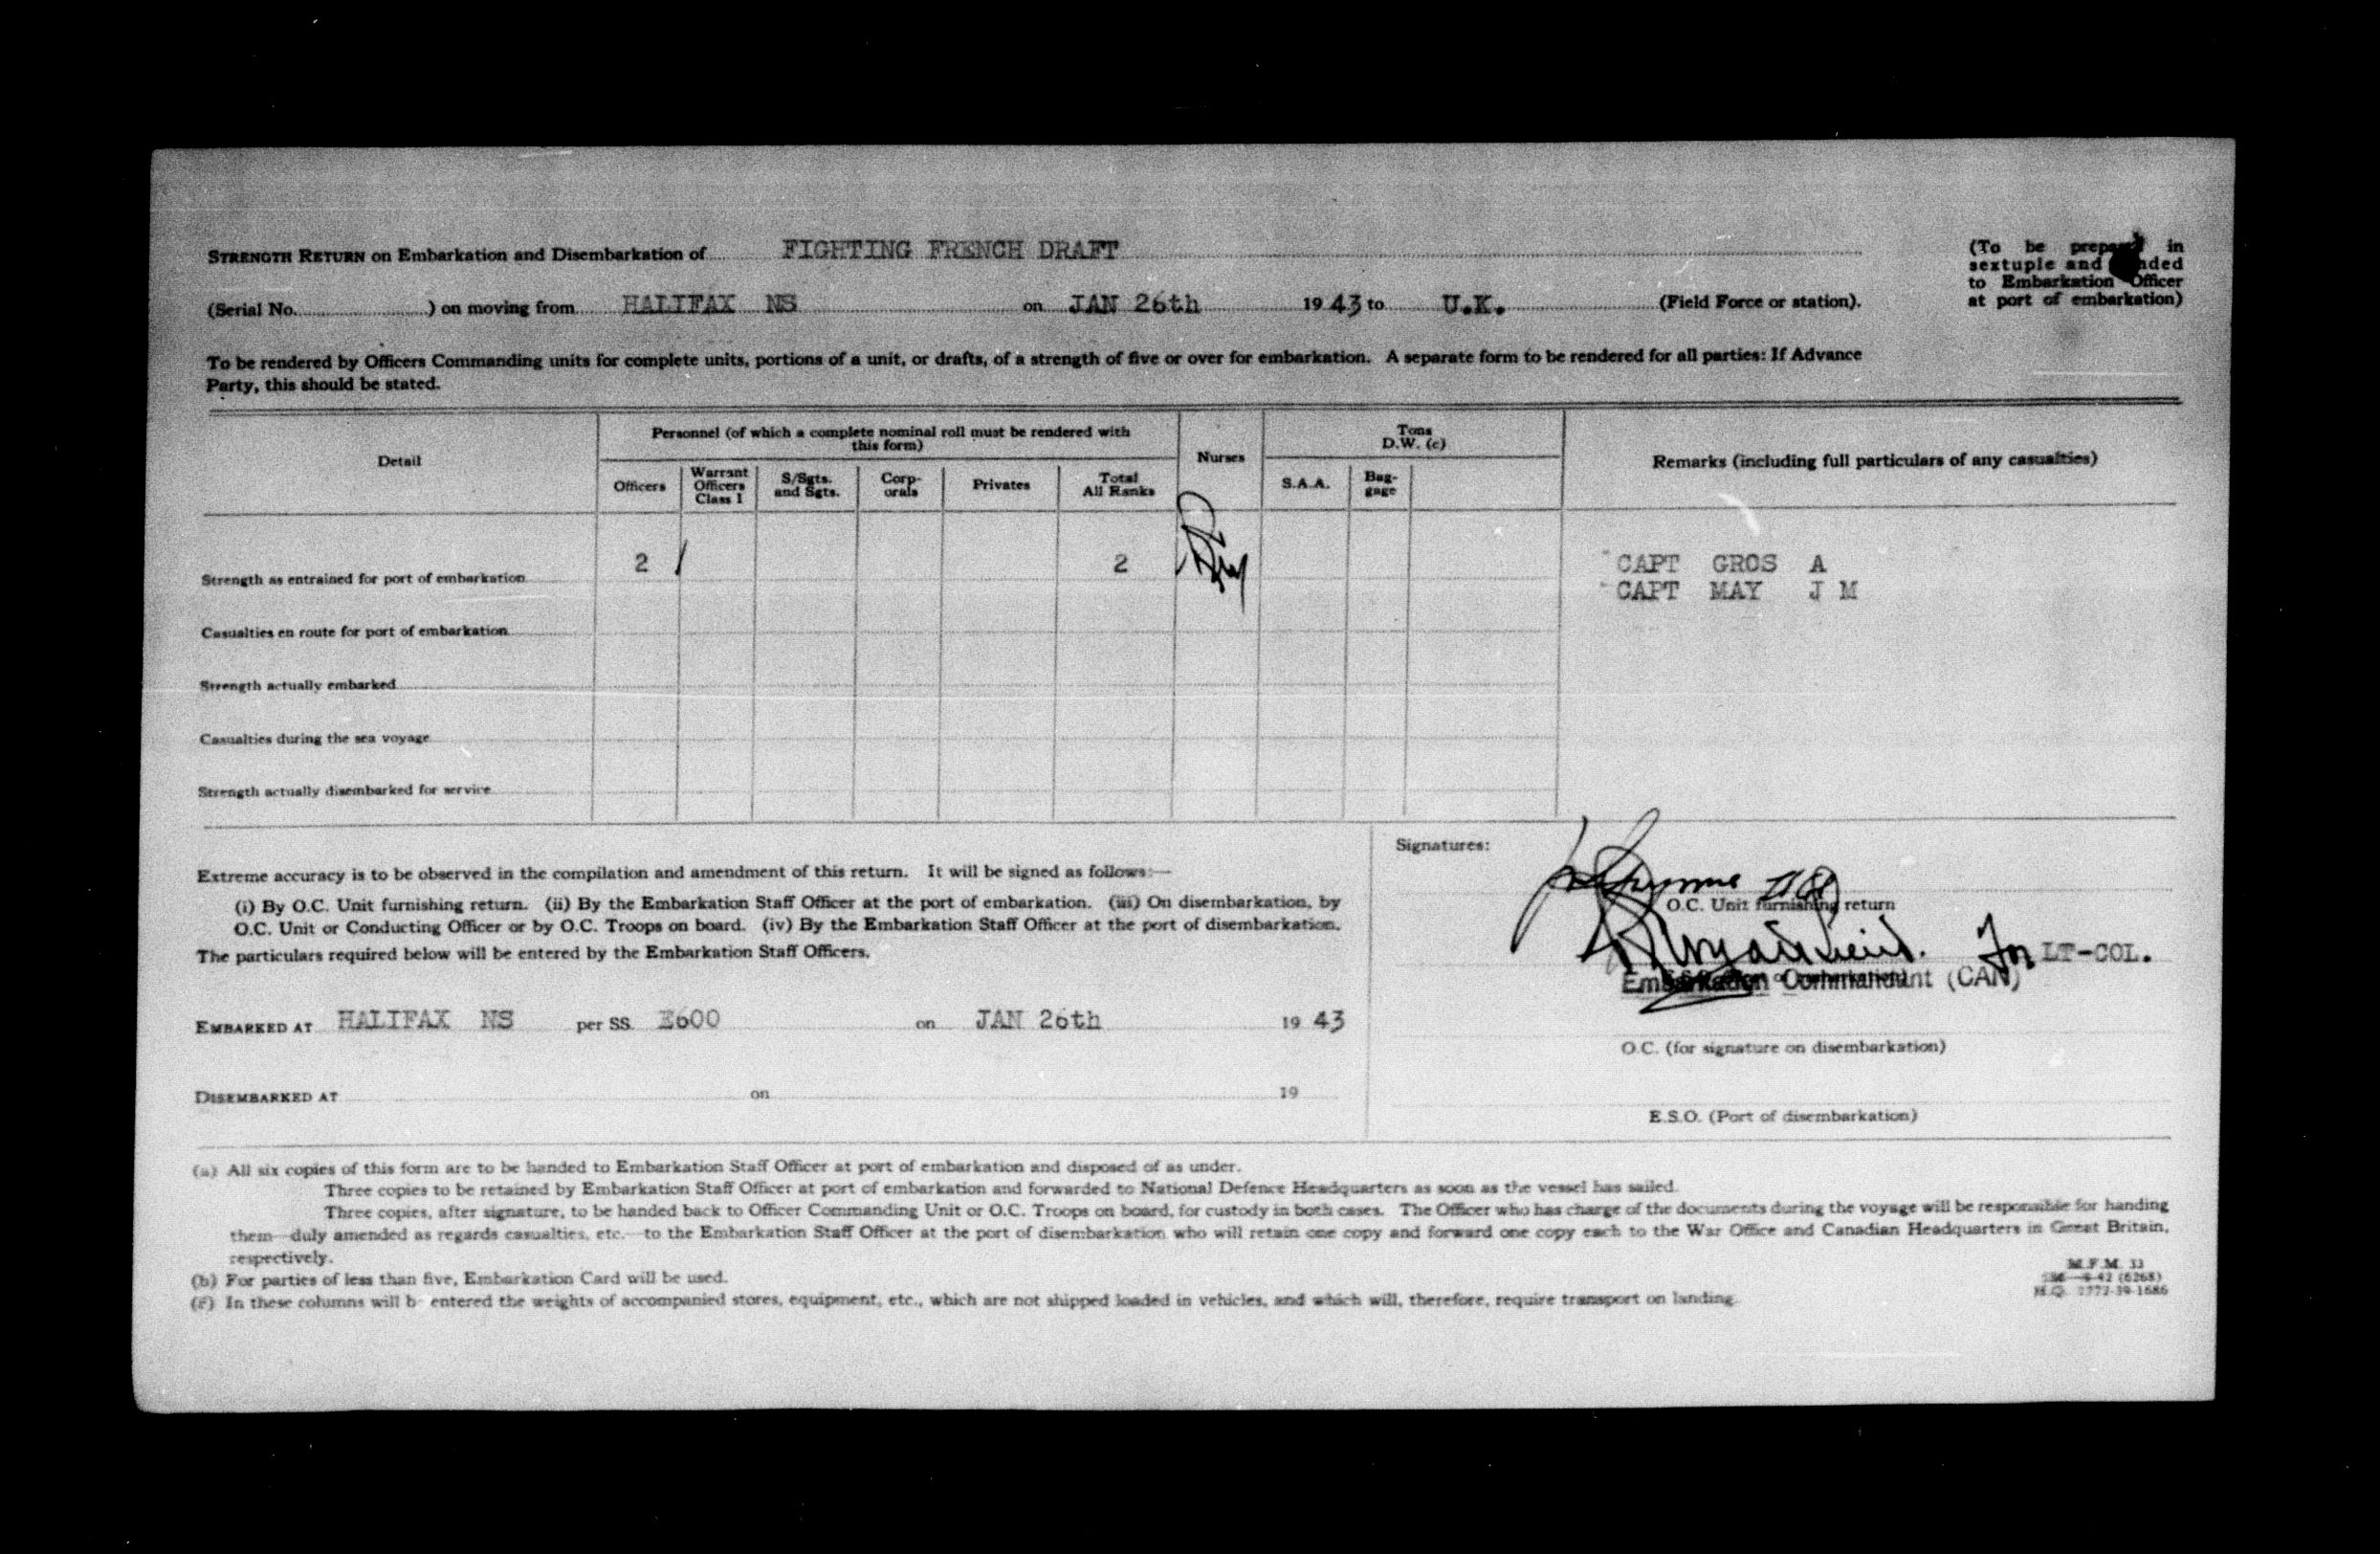 STRENGTH RETURN on Embarkation and Disembarkation of FIGHTING FRENCH DRAFT
(To be prepared in
sextuple and handed
to Embarkation Officer
at port of embarkation)
(Serial No. ) on moving from HALIFAX NS on JAN 26th 1943 to U.K. (Field Force or station).
To be rendered by Officers Commanding units for complete units, portions of a unit, or drafts, of a strength of five or over for embarkation. A separate form to be rendered for all parties: If Advance
Party, this should be stated.
Detail
Personnel (of which a complete nominal roll must be rendered with
this form)
Officers
Warrant
Officers
Class I
S/Sgts.
and Sgts.
Corp-
orals
Privates
Total
All Ranks
Nurses
Tons
D.W. (c)
S.A.A.
Bag-
gage
Remarks (including full particulars of any casualties)
Strength as entrained for port of embarkation 2 / 2
CAPT GROS A
CAPT MAY J M
Casualties en route for port of embarkation
Strength actually embarked
Casualties during the sea voyage
Strength actually disembarked for service
Extreme accuracy is to be observed in the compilation and amendment of this return. It will be signed as follows:—
(i) By O.C. Unit furnishing return. (ii) By the Embarkation Staff Officer at the port of embarkation. (iii) On disembarkation, by
O.C. Unit or Conducting Officer or by O.C. Troops on board. (iv) By the Embarkation Staff Officer at the port of disembarkation.
The particulars required below will be entered by the Embarkation Staff Officers.
EMBARKED AT HALIFAX NS per SS. E600 on JAN 26th 1943
DISEMBARKED AT on 19
Signatures:
O.C. Unit furnishing return
For LT-COL.
Embarkation Commandant (CAN)
O.C. (for signature on disembarkation)
E.S.O. (Port of disembarkation)
(a) All six copies of this form are to be handed to Embarkation Staff Officer at port of embarkation and disposed of as under.
Three copies to be retained by Embarkation Staff Officer at port of embarkation and forwarded to National Defence Headquarters as soon as the vessel has sailed.
Three copies, after signature, to be handed back to Officer Commanding Unit or O.C. Troops on board, for custody in both cases. The Officer who has charge of the documents during the voyage will be responsible for handing
them—duly amended as regards casualties, etc.—to the Embarkation Staff Officer at the port of disembarkation who will retain one copy and forward one copy each to the War Office and Canadian Headquarters in Great Britain,
respectively.
(b) For parties of less than five, Embarkation Card will be used.
(c) In these columns will be entered the weights of accompanied stores, equipment, etc., which are not shipped loaded in vehicles, and which will, therefore, require transport on landing.
M.F.M. 33
42 (6265)
H.Q. 1772-39-1686